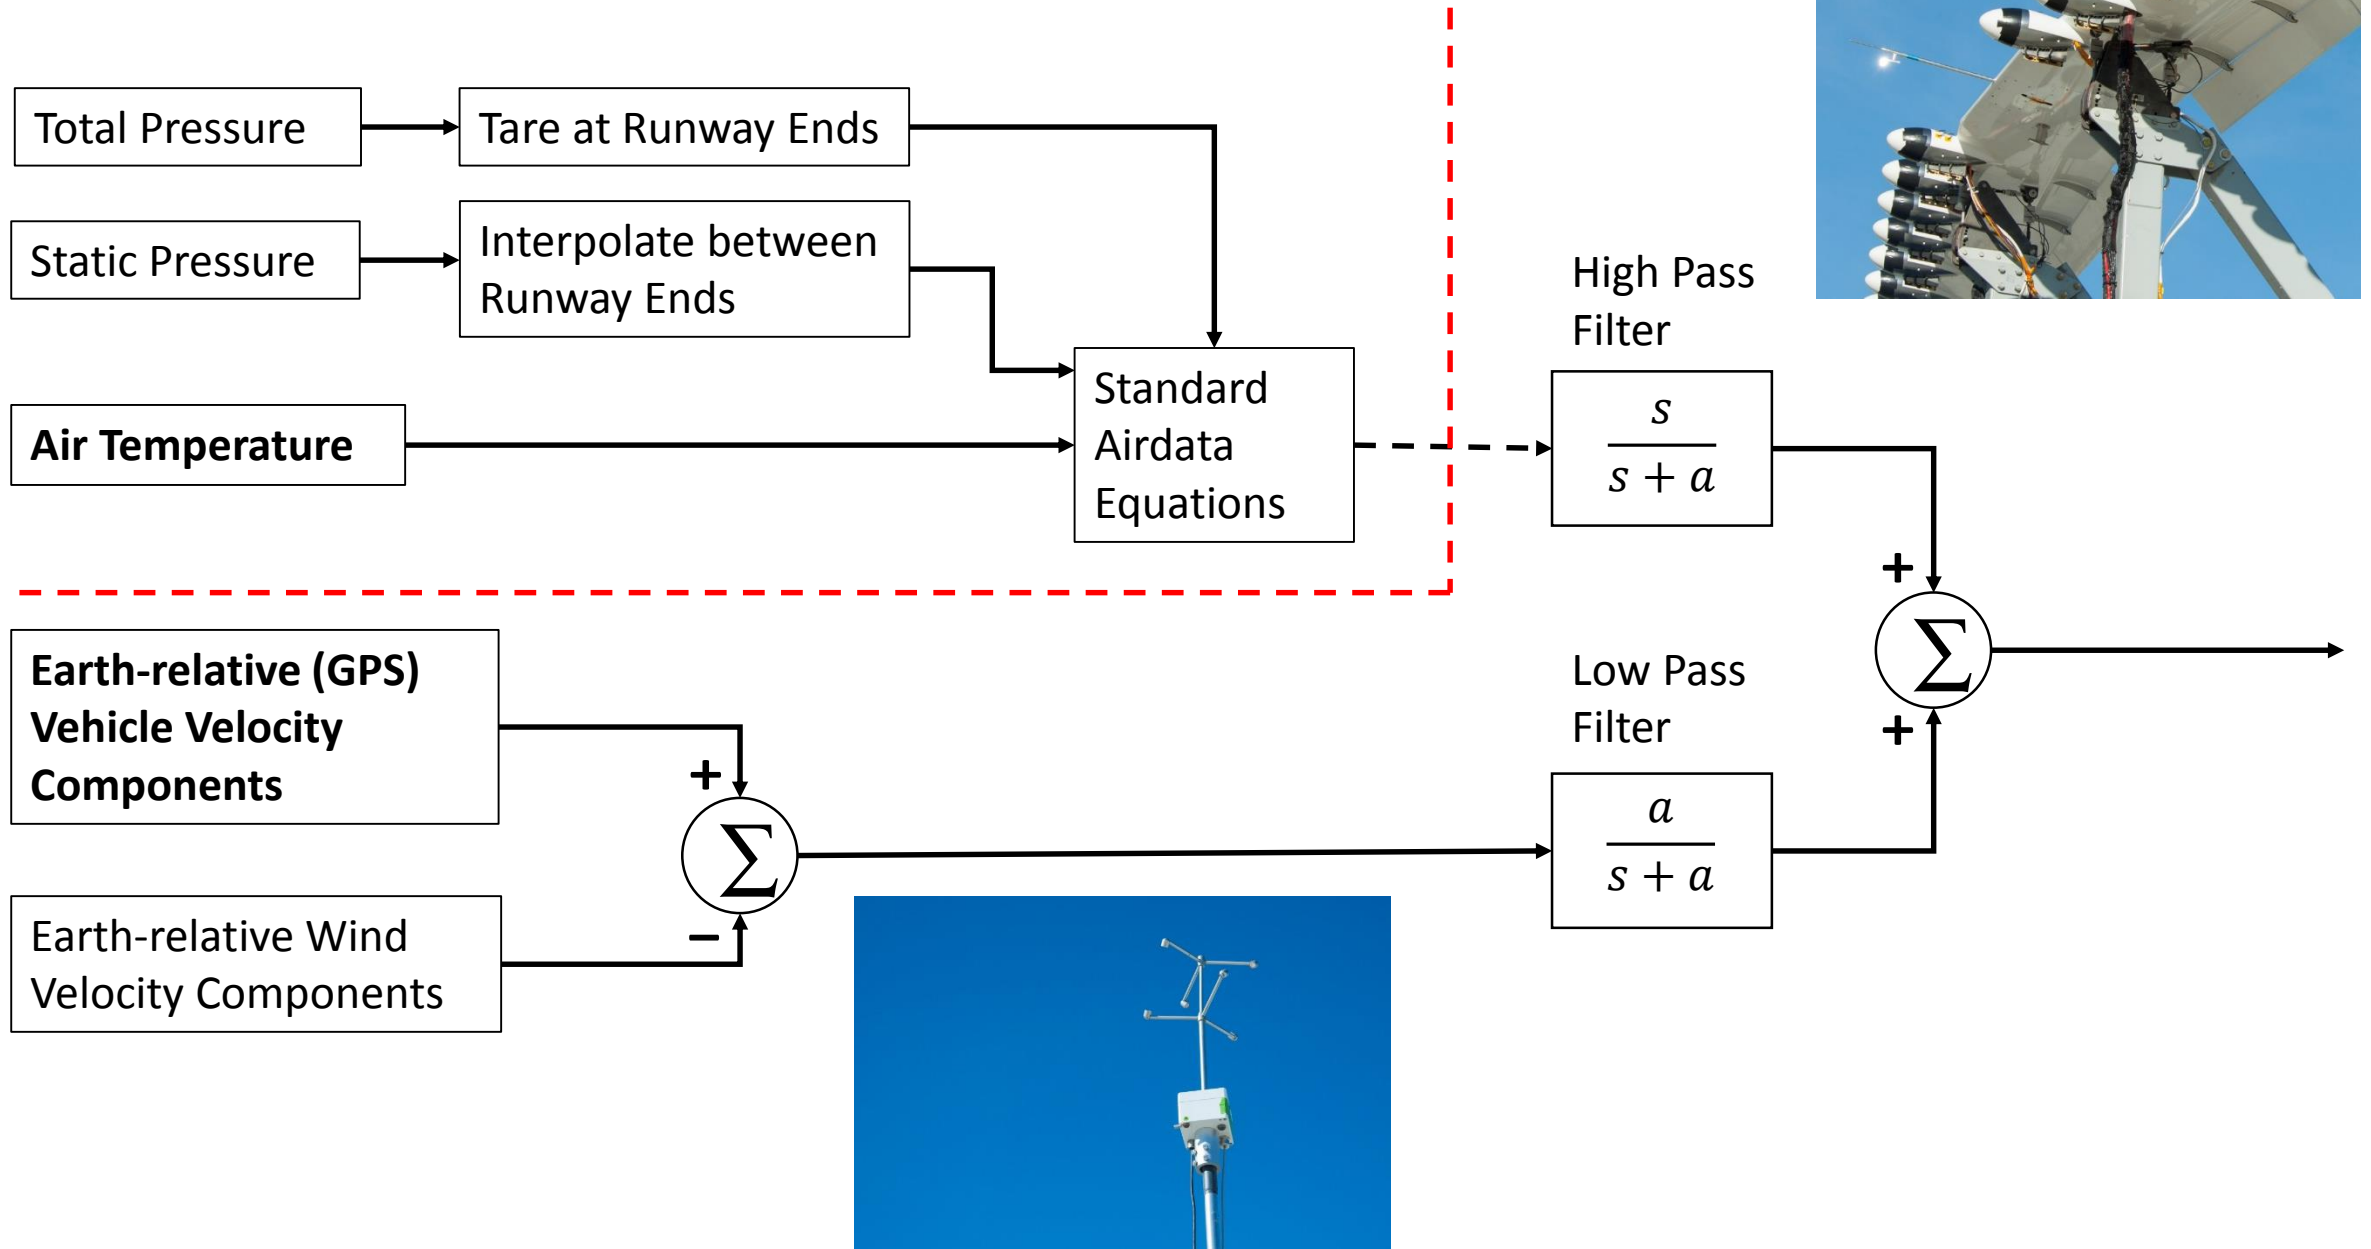 Total Pressure
Tare at Runway Ends
Static Pressure
Interpolate between
Runway Ends
Air Temperature
Standard
Airdata
Equations
High Pass
Filter
s
s + a
+
Σ
+
Earth-relative (GPS)
Vehicle Velocity
Components
+
Σ
−
Earth-relative Wind
Velocity Components
Low Pass
Filter
a
s + a